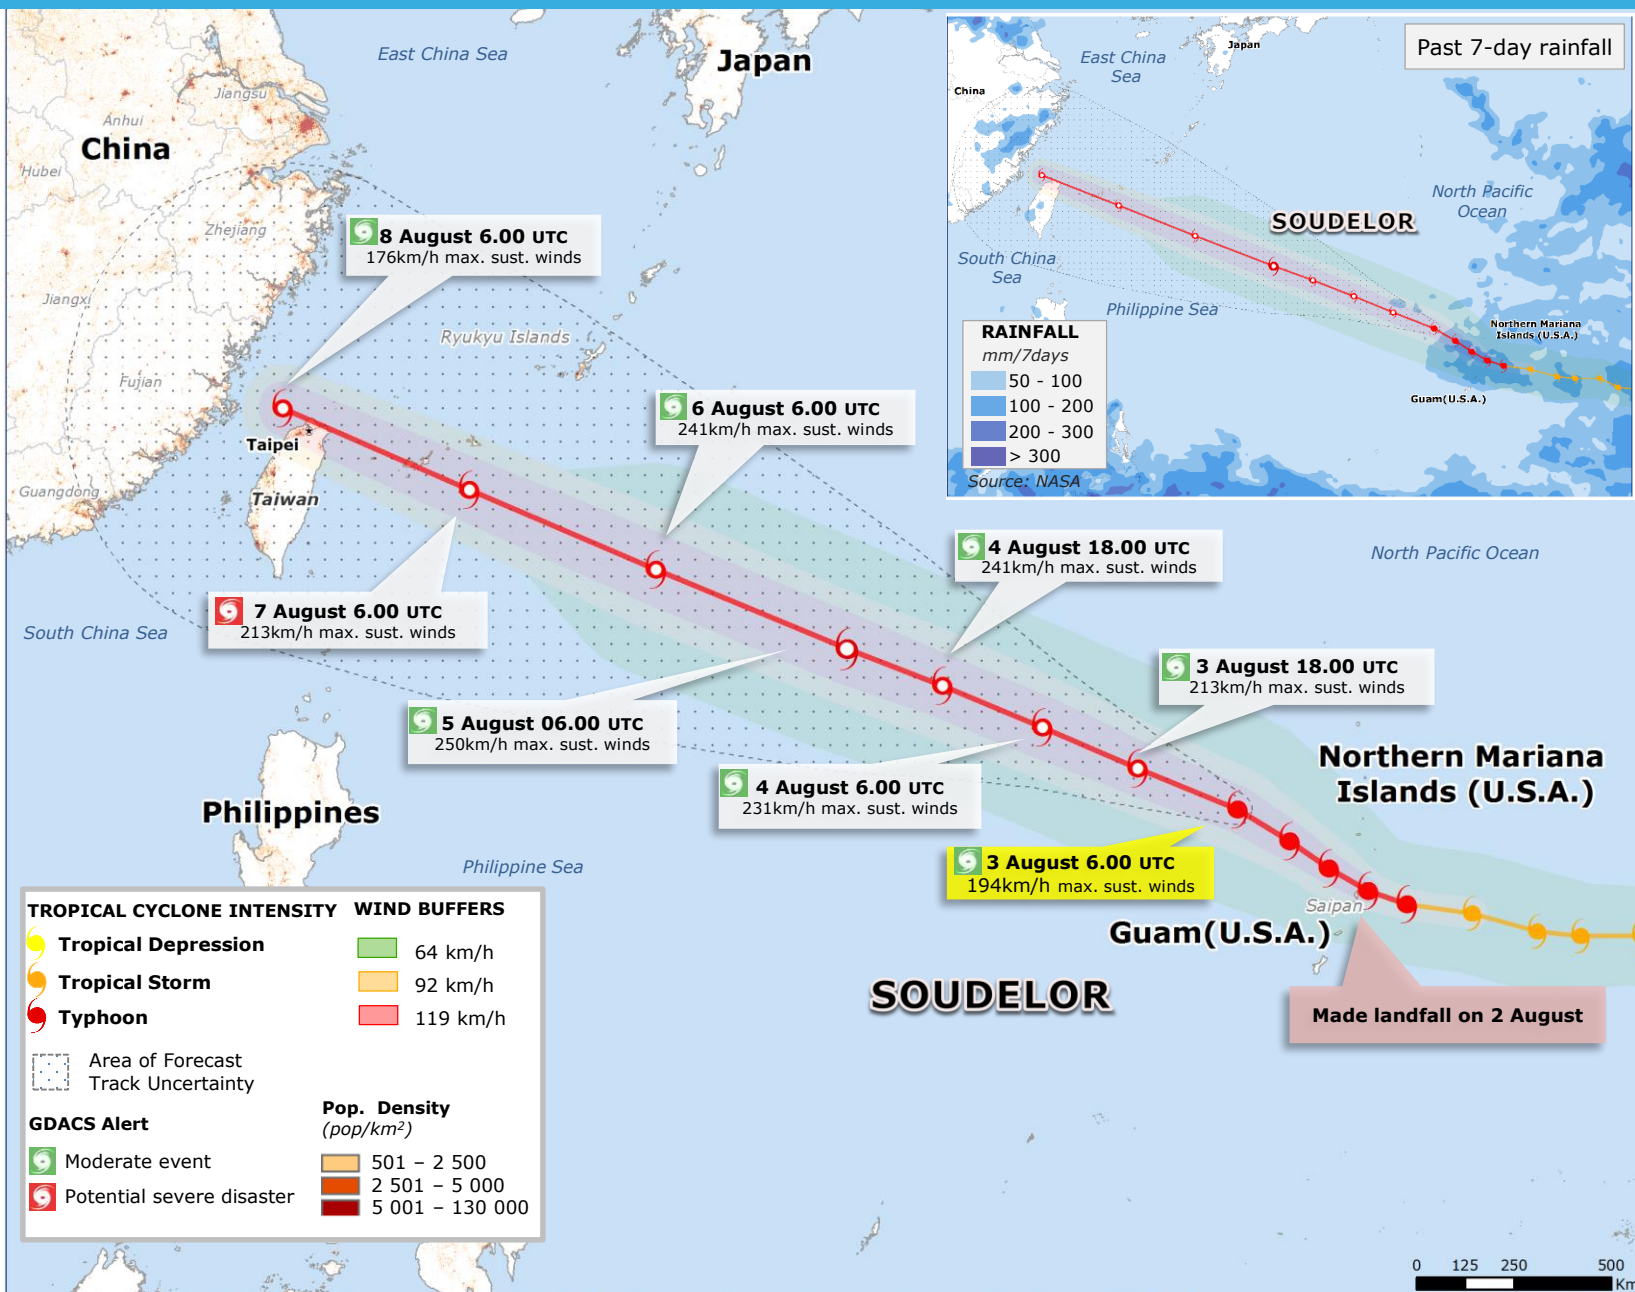 East China Sea
Japan
Jiangsu
Anhui
China
Hubei
Zhejiang
8 August 6.00 UTC
176km/h max. sust. winds
Jiangxi
Ryukyu Islands
Fujian
6 August 6.00 UTC
241km/h max. sust. winds
Taipei
Guangdong
Taiwan
4 August 18.00 UTC
241km/h max. sust. winds
North Pacific Ocean
7 August 6.00 UTC
213km/h max. sust. winds
South China Sea
3 August 18.00 UTC
213km/h max. sust. winds
5 August 06.00 UTC
250km/h max. sust. winds
4 August 6.00 UTC
231km/h max. sust. winds
Northern Mariana
Islands (U.S.A.)
Philippines
Philippine Sea
3 August 6.00 UTC
194km/h max. sust. winds
Saipan
Guam(U.S.A.)
SOUDELOR
Made landfall on 2 August
Past 7-day rainfall
Japan
East China
Sea
China
North Pacific
Ocean
SOUDELOR
South China
Sea
Philippine Sea
Northern Mariana
Islands (U.S.A.)
Guam(U.S.A.)
RAINFALL
mm/7days
50 - 100
100 - 200
200 - 300
> 300
Source: NASA
TROPICAL CYCLONE INTENSITY
Tropical Depression
Tropical Storm
Typhoon
WIND BUFFERS
64 km/h
92 km/h
119 km/h
Area of Forecast
Track Uncertainty
GDACS Alert
Moderate event
Potential severe disaster
Pop. Density
(pop/km²)
501 – 2 500
2 501 – 5 000
5 001 – 130 000
0 125 250 500
Km